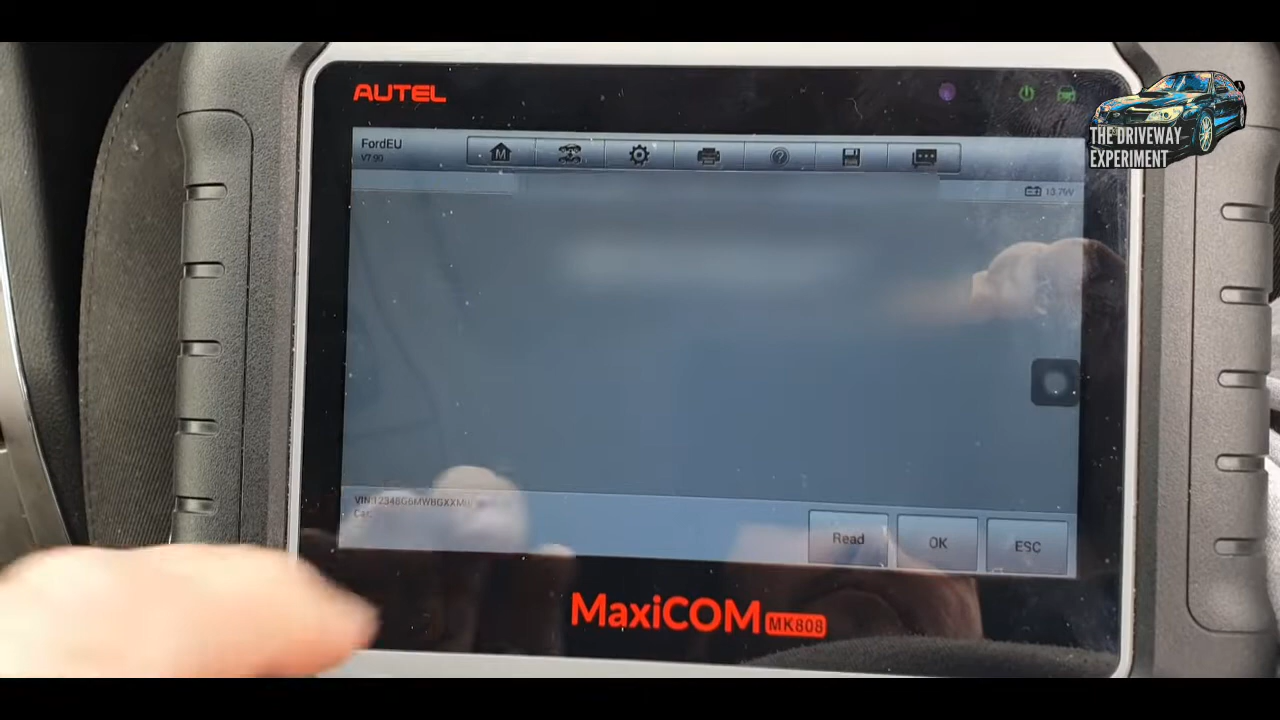 AUTEL
THE DRIVEWAY
EXPERIMENT
FordEU
V7.90
M
?
Read
OK
ESC
MaxiCOM MK808